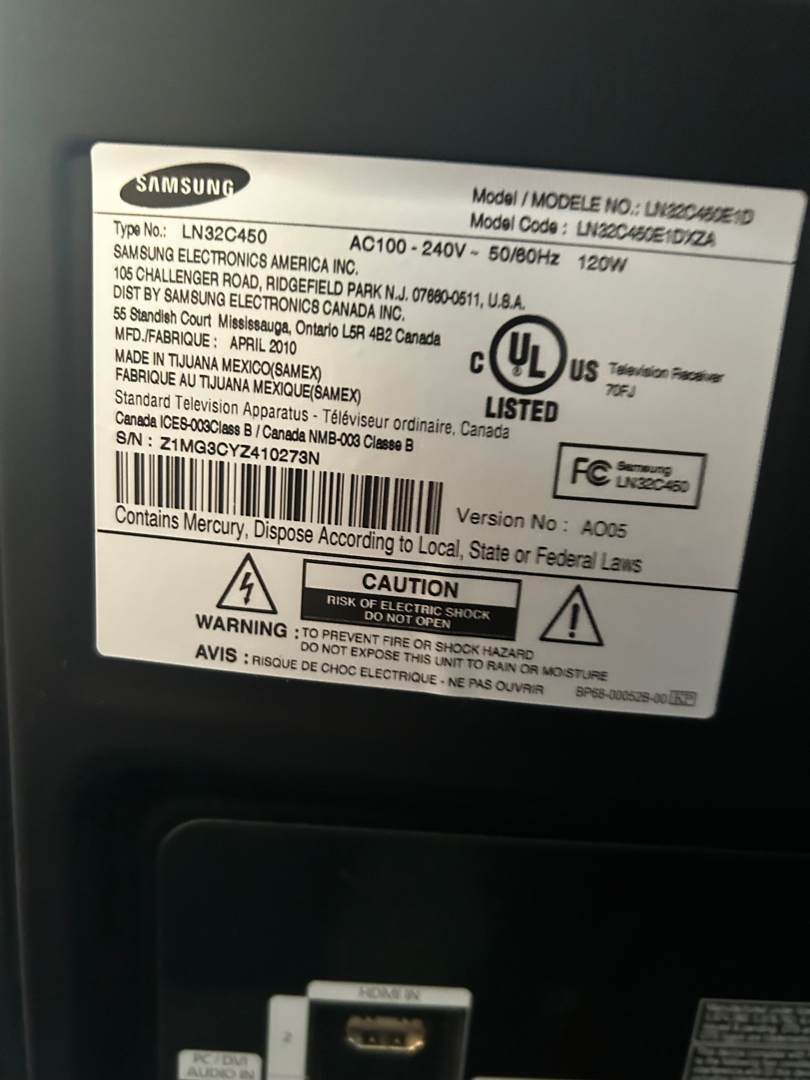 SAMSUNG
Model / MODELE NO.: LN32C450E1D
Model Code : LN32C450E1DXZA
Type No.: LN32C450
AC100 - 240V ~ 50/60Hz 120W
SAMSUNG ELECTRONICS AMERICA INC.
105 CHALLENGER ROAD, RIDGEFIELD PARK N.J. 07660-0511, U.S.A.
DIST BY SAMSUNG ELECTRONICS CANADA INC.
55 Standish Court Mississauga, Ontario L5R 4B2 Canada
MFD./FABRIQUE : APRIL 2010
MADE IN TIJUANA MEXICO(SAMEX)
FABRIQUE AU TIJUANA MEXIQUE(SAMEX)
Standard Television Apparatus - Téléviseur ordinaire, Canada
Canada ICES-003Class B / Canada NMB-003 Classe B
S/N : Z1MG3CYZ410273N
C UL US
LISTED
Television Receiver
70FJ
FC Samsung
LN32C450
Version No : AO05
Contains Mercury, Dispose According to Local, State or Federal Laws
CAUTION
RISK OF ELECTRIC SHOCK
DO NOT OPEN
WARNING : TO PREVENT FIRE OR SHOCK HAZARD
DO NOT EXPOSE THIS UNIT TO RAIN OR MOISTURE
AVIS : RISQUE DE CHOC ELECTRIQUE - NE PAS OUVRIR
BP68-00052B-00
HDMI IN
2
PC / DVI
AUDIO IN